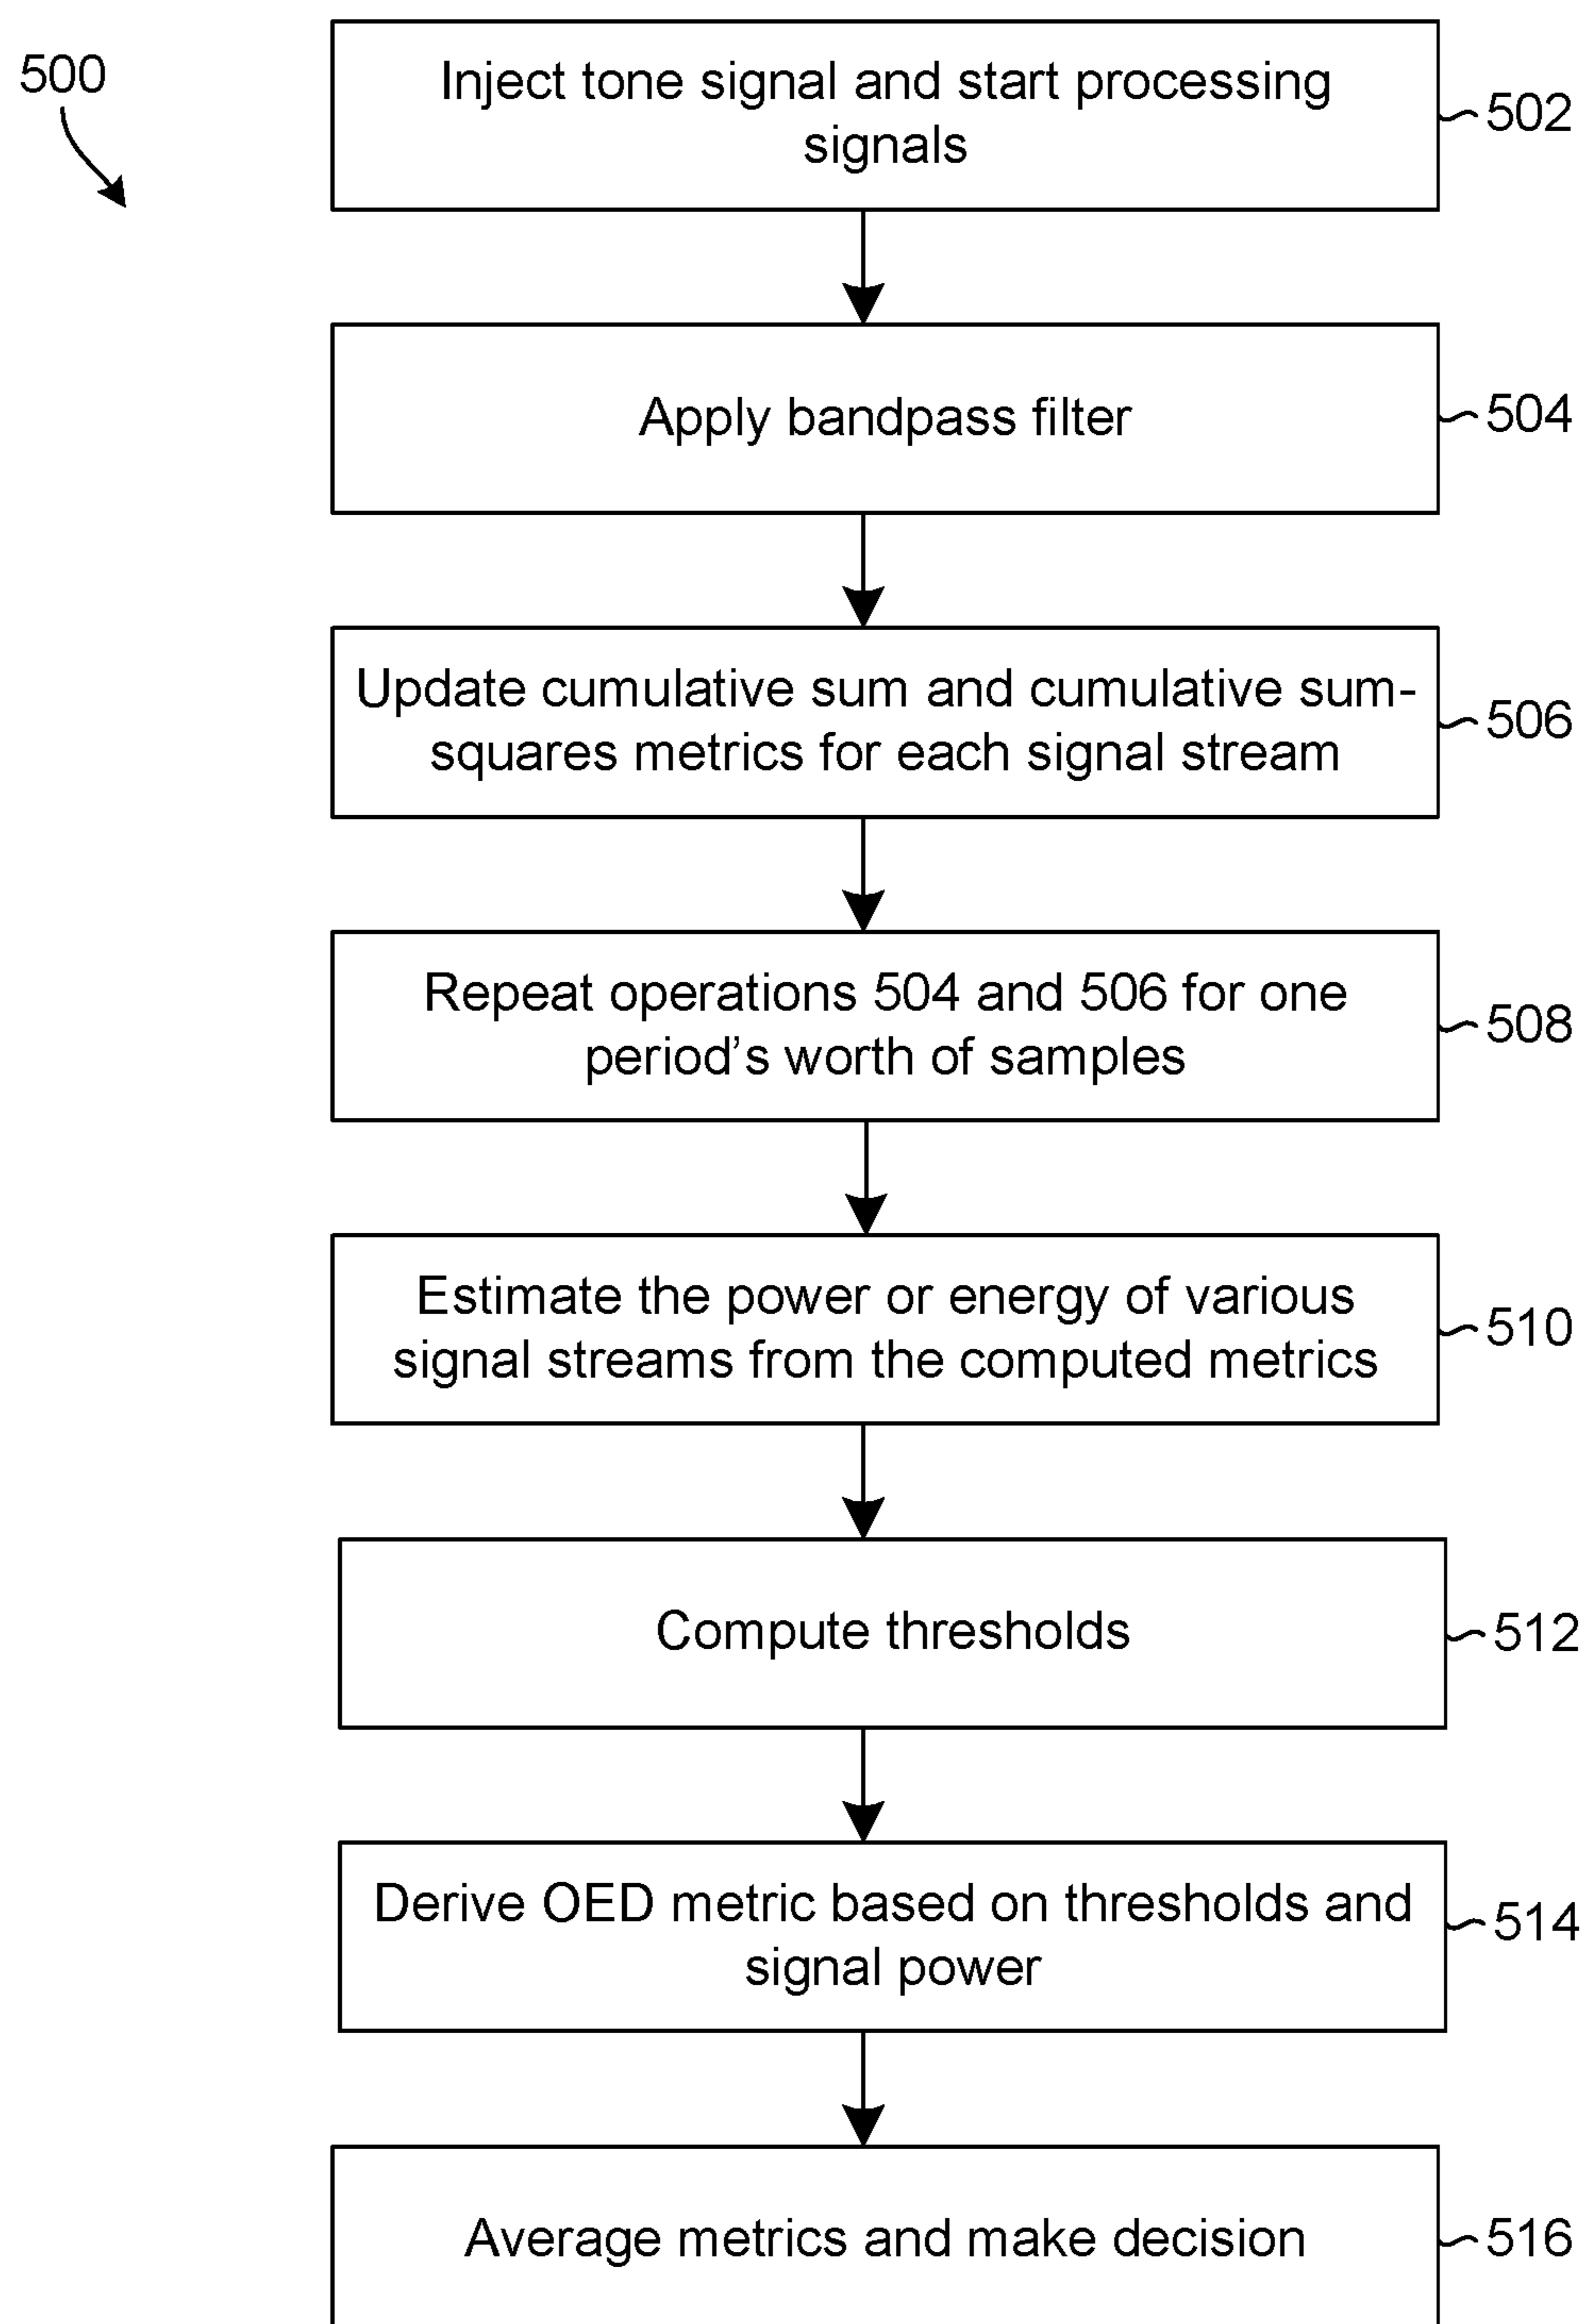 500
Inject tone signal and start processing
signals
502
Apply bandpass filter
504
Update cumulative sum and cumulative sum-
squares metrics for each signal stream
506
Repeat operations 504 and 506 for one
period’s worth of samples
508
Estimate the power or energy of various
signal streams from the computed metrics
510
Compute thresholds
512
Derive OED metric based on thresholds and
signal power
514
Average metrics and make decision
516